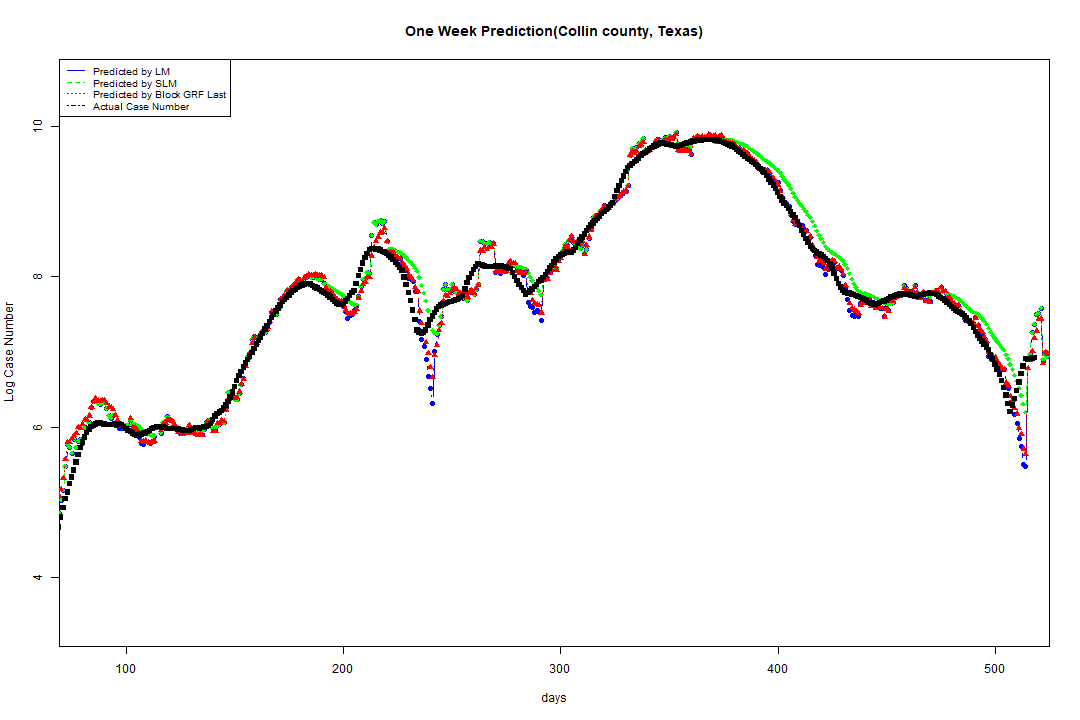 One Week Prediction(Collin county, Texas)
Predicted by LM
Predicted by SLM
Predicted by Block GRF Last
Actual Case Number
10
8
6
4
Log Case Number
100 200 300 400 500
days